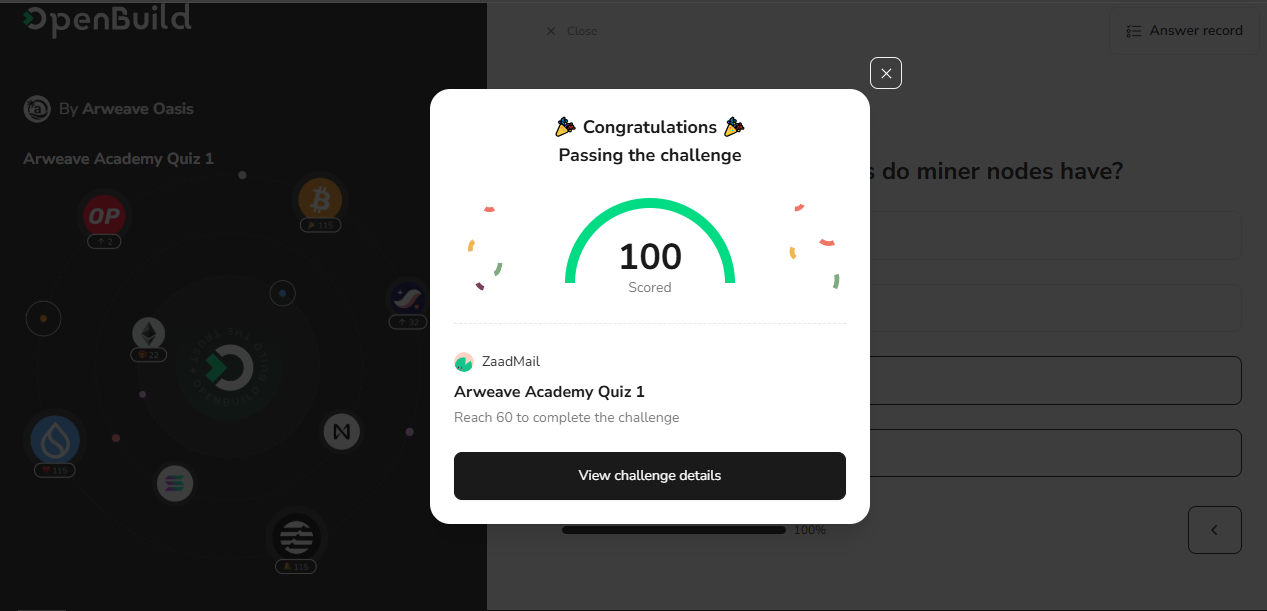 OpenBuild
By Arweave Oasis
Arweave Academy Quiz 1
OP
2
115
32
22
115
115
Close
Answer record
s do miner nodes have?
🎉 Congratulations 🎉
Passing the challenge
100
Scored
ZaadMail
Arweave Academy Quiz 1
Reach 60 to complete the challenge
View challenge details
100%